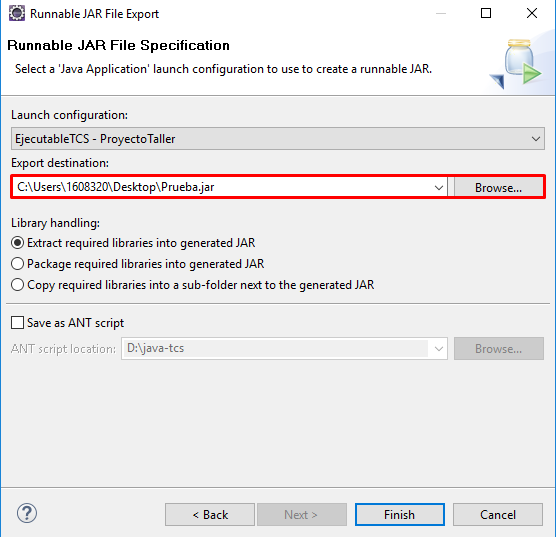 Runnable JAR File Export
Runnable JAR File Specification
Select a 'Java Application' launch configuration to use to create a runnable JAR.
Launch configuration:
EjecutableTCS - ProyectoTaller
Export destination:
C:\Users\1608320\Desktop\Prueba.jar
Browse...
Library handling:
Extract required libraries into generated JAR
Package required libraries into generated JAR
Copy required libraries into a sub-folder next to the generated JAR
Save as ANT script
ANT script location: D:\java-tcs Browse...
? < Back Next > Finish Cancel